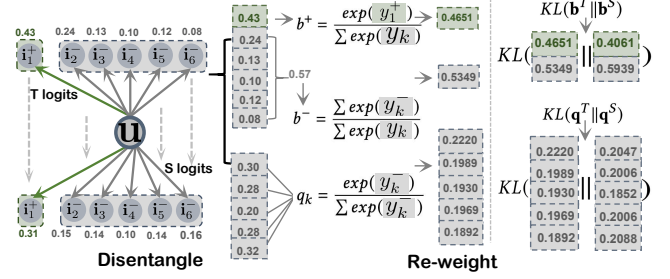 0.43 0.24 0.13 0.10 0.12 0.08
i₁⁺ i₂⁻ i₃⁻ i₄⁻ i₅⁻ i₆⁻
T logits
u
S logits
i₁⁺ i₂⁻ i₃⁻ i₄⁻ i₅⁻ i₆⁻
0.31 0.15 0.14 0.10 0.14 0.16
Disentangle
0.43
0.24
0.13
0.10
0.12
0.08
0.57
b⁺ = exp(y₁⁺) / ∑ exp(yₖ)
0.4651
b⁻ = ∑ exp(yₖ⁻) / ∑ exp(yₖ)
0.5349
0.30
0.28
0.20
0.28
0.32
qₖ = exp(yₖ⁻) / ∑ exp(yₖ⁻)
0.2220
0.1989
0.1930
0.1969
0.1892
Re-weight
KL(bᵀ||bˢ)
KL( 0.4651 || 0.4061 )
0.5349 0.5939
KL(qᵀ||qˢ)
0.2220 0.2047
0.1989 0.2006
KL( 0.1930 || 0.1852 )
0.1969 0.2006
0.1892 0.2088